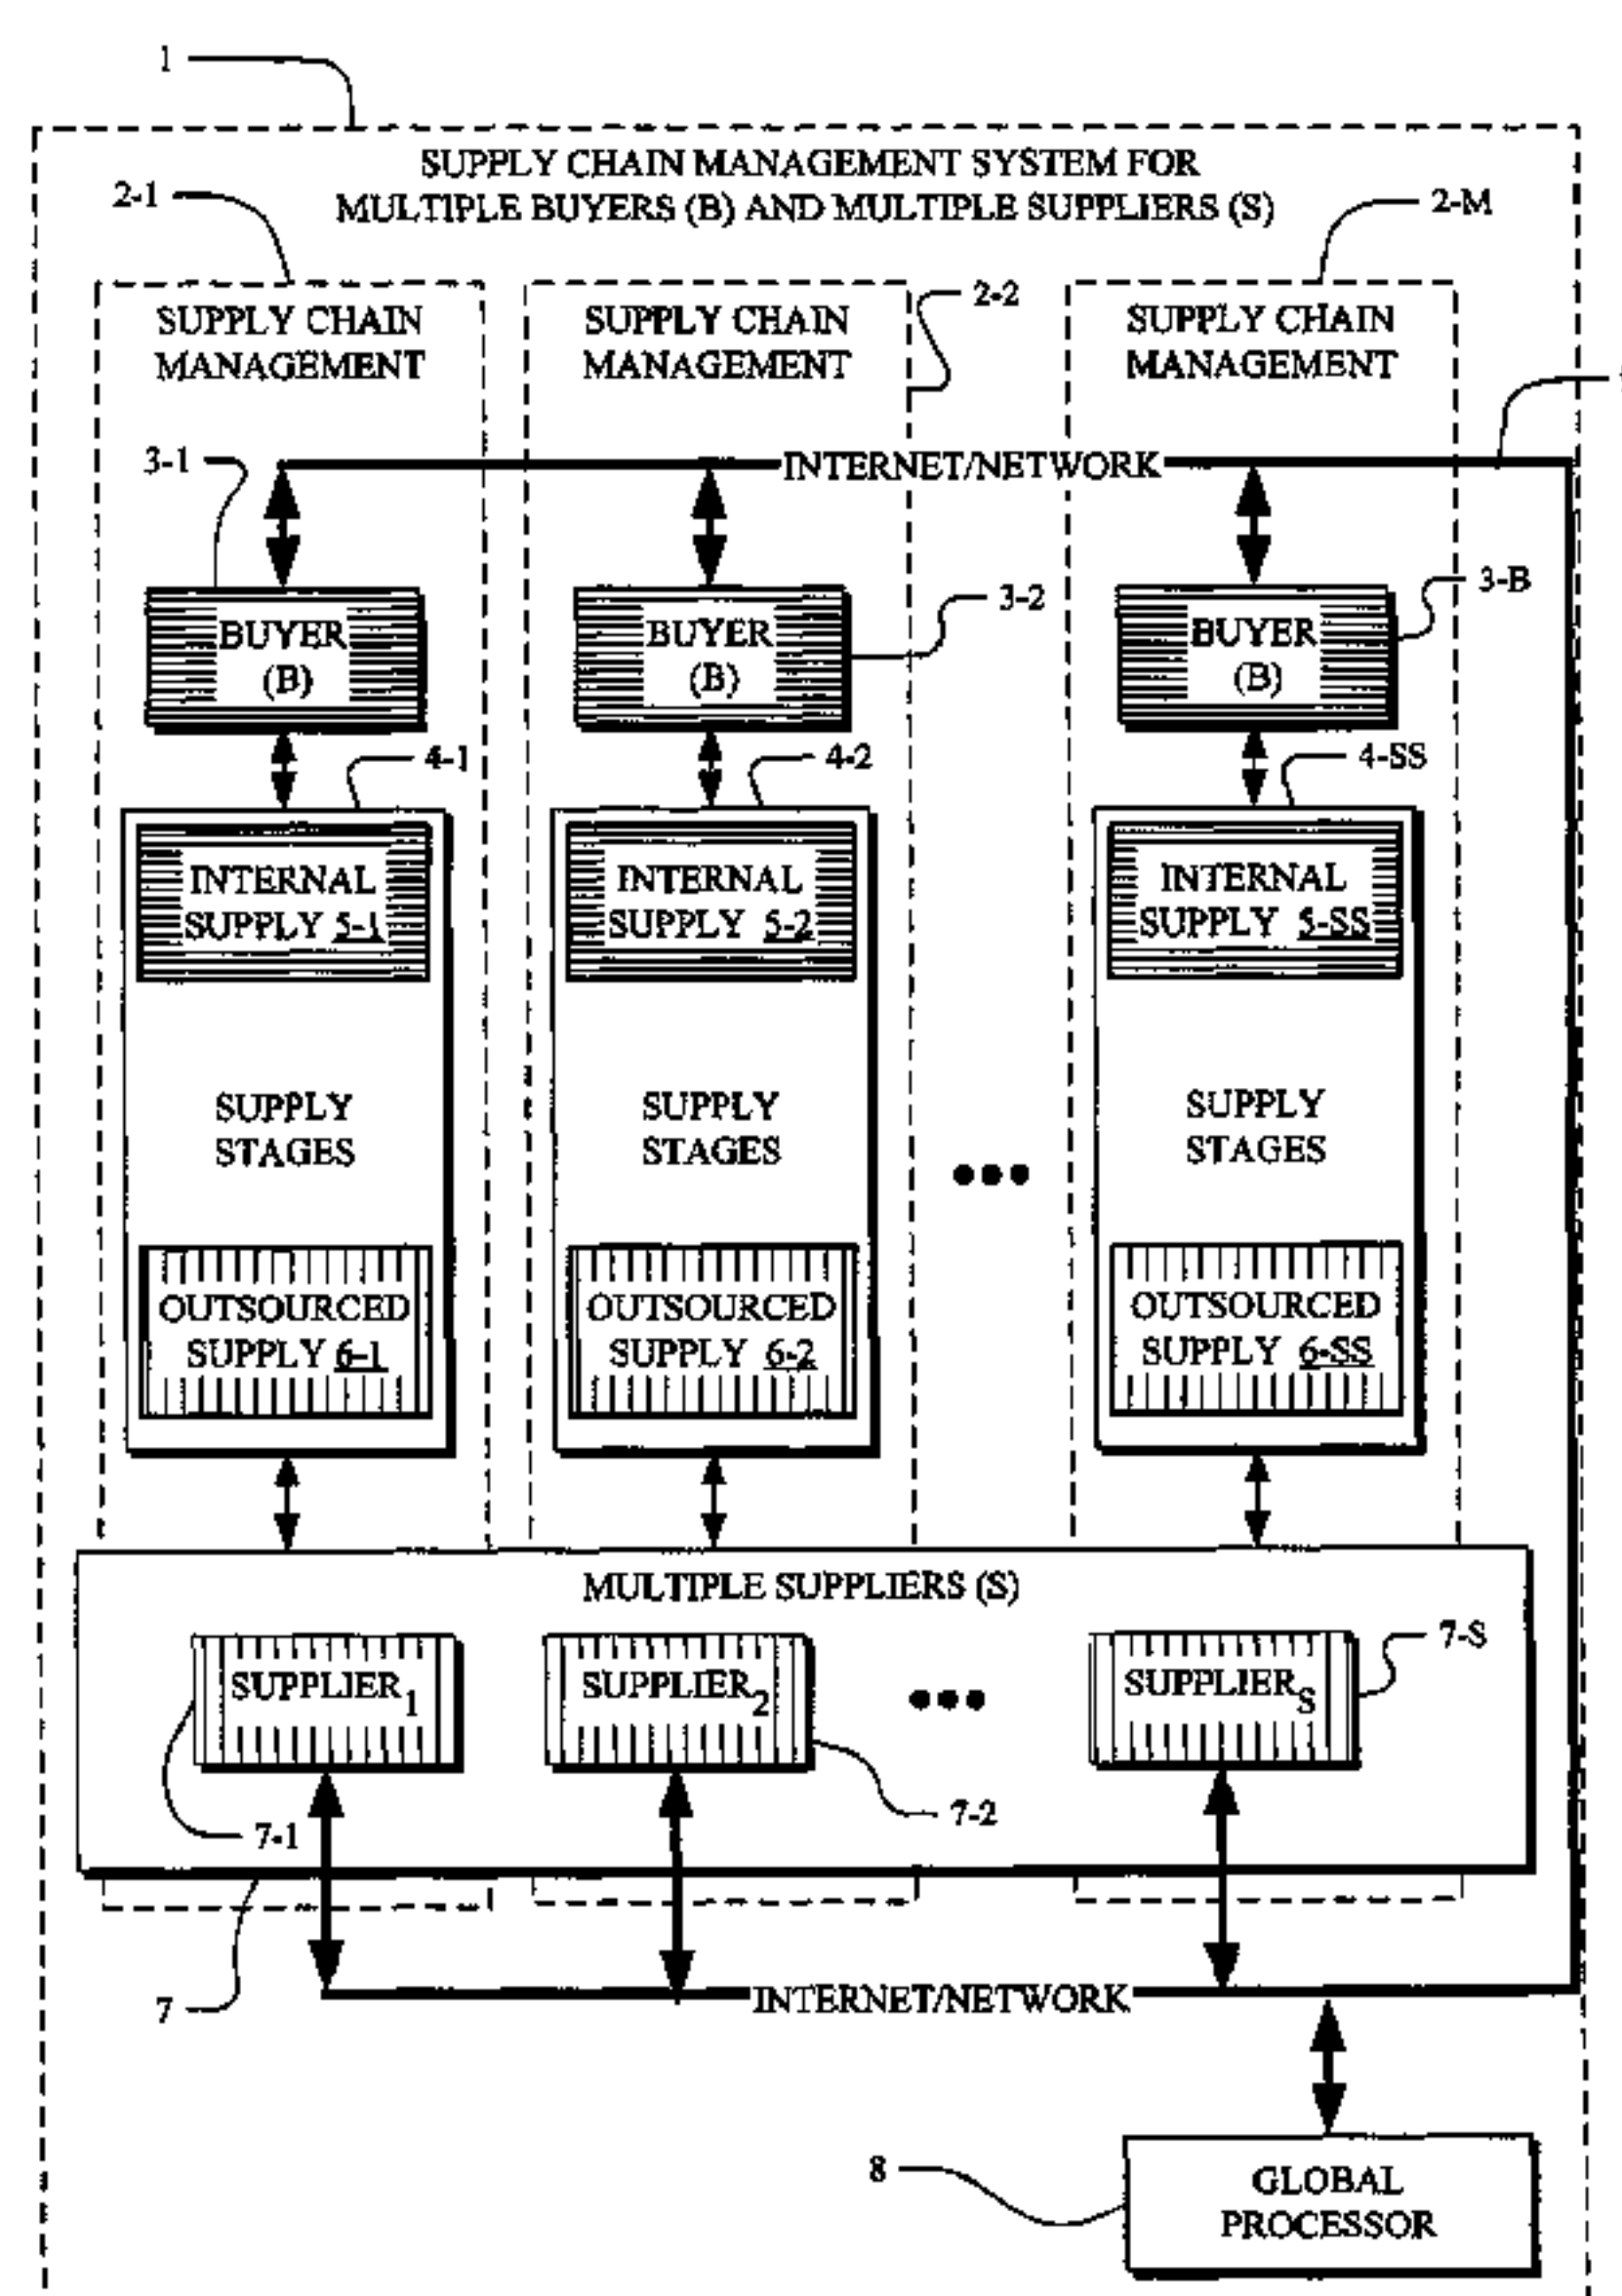 1
SUPPLY CHAIN MANAGEMENT SYSTEM FOR
MULTIPLE BUYERS (B) AND MULTIPLE SUPPLIERS (S)
2-1
2-M
2-2
SUPPLY CHAIN
MANAGEMENT
SUPPLY CHAIN
MANAGEMENT
SUPPLY CHAIN
MANAGEMENT
INTERNET/NETWORK
3-1
3-2
3-B
BUYER
(B)
BUYER
(B)
BUYER
(B)
4-1
4-2
4-SS
INTERNAL
SUPPLY 5-1
INTERNAL
SUPPLY 5-2
INTERNAL
SUPPLY 5-SS
SUPPLY
STAGES
SUPPLY
STAGES
•••
SUPPLY
STAGES
OUTSOURCED
SUPPLY 6-1
OUTSOURCED
SUPPLY 6-2
OUTSOURCED
SUPPLY 6-SS
MULTIPLE SUPPLIERS (S)
7-S
SUPPLIER1
SUPPLIER2
•••
SUPPLIERS
7-1
7-2
7
INTERNET/NETWORK
8
GLOBAL
PROCESSOR